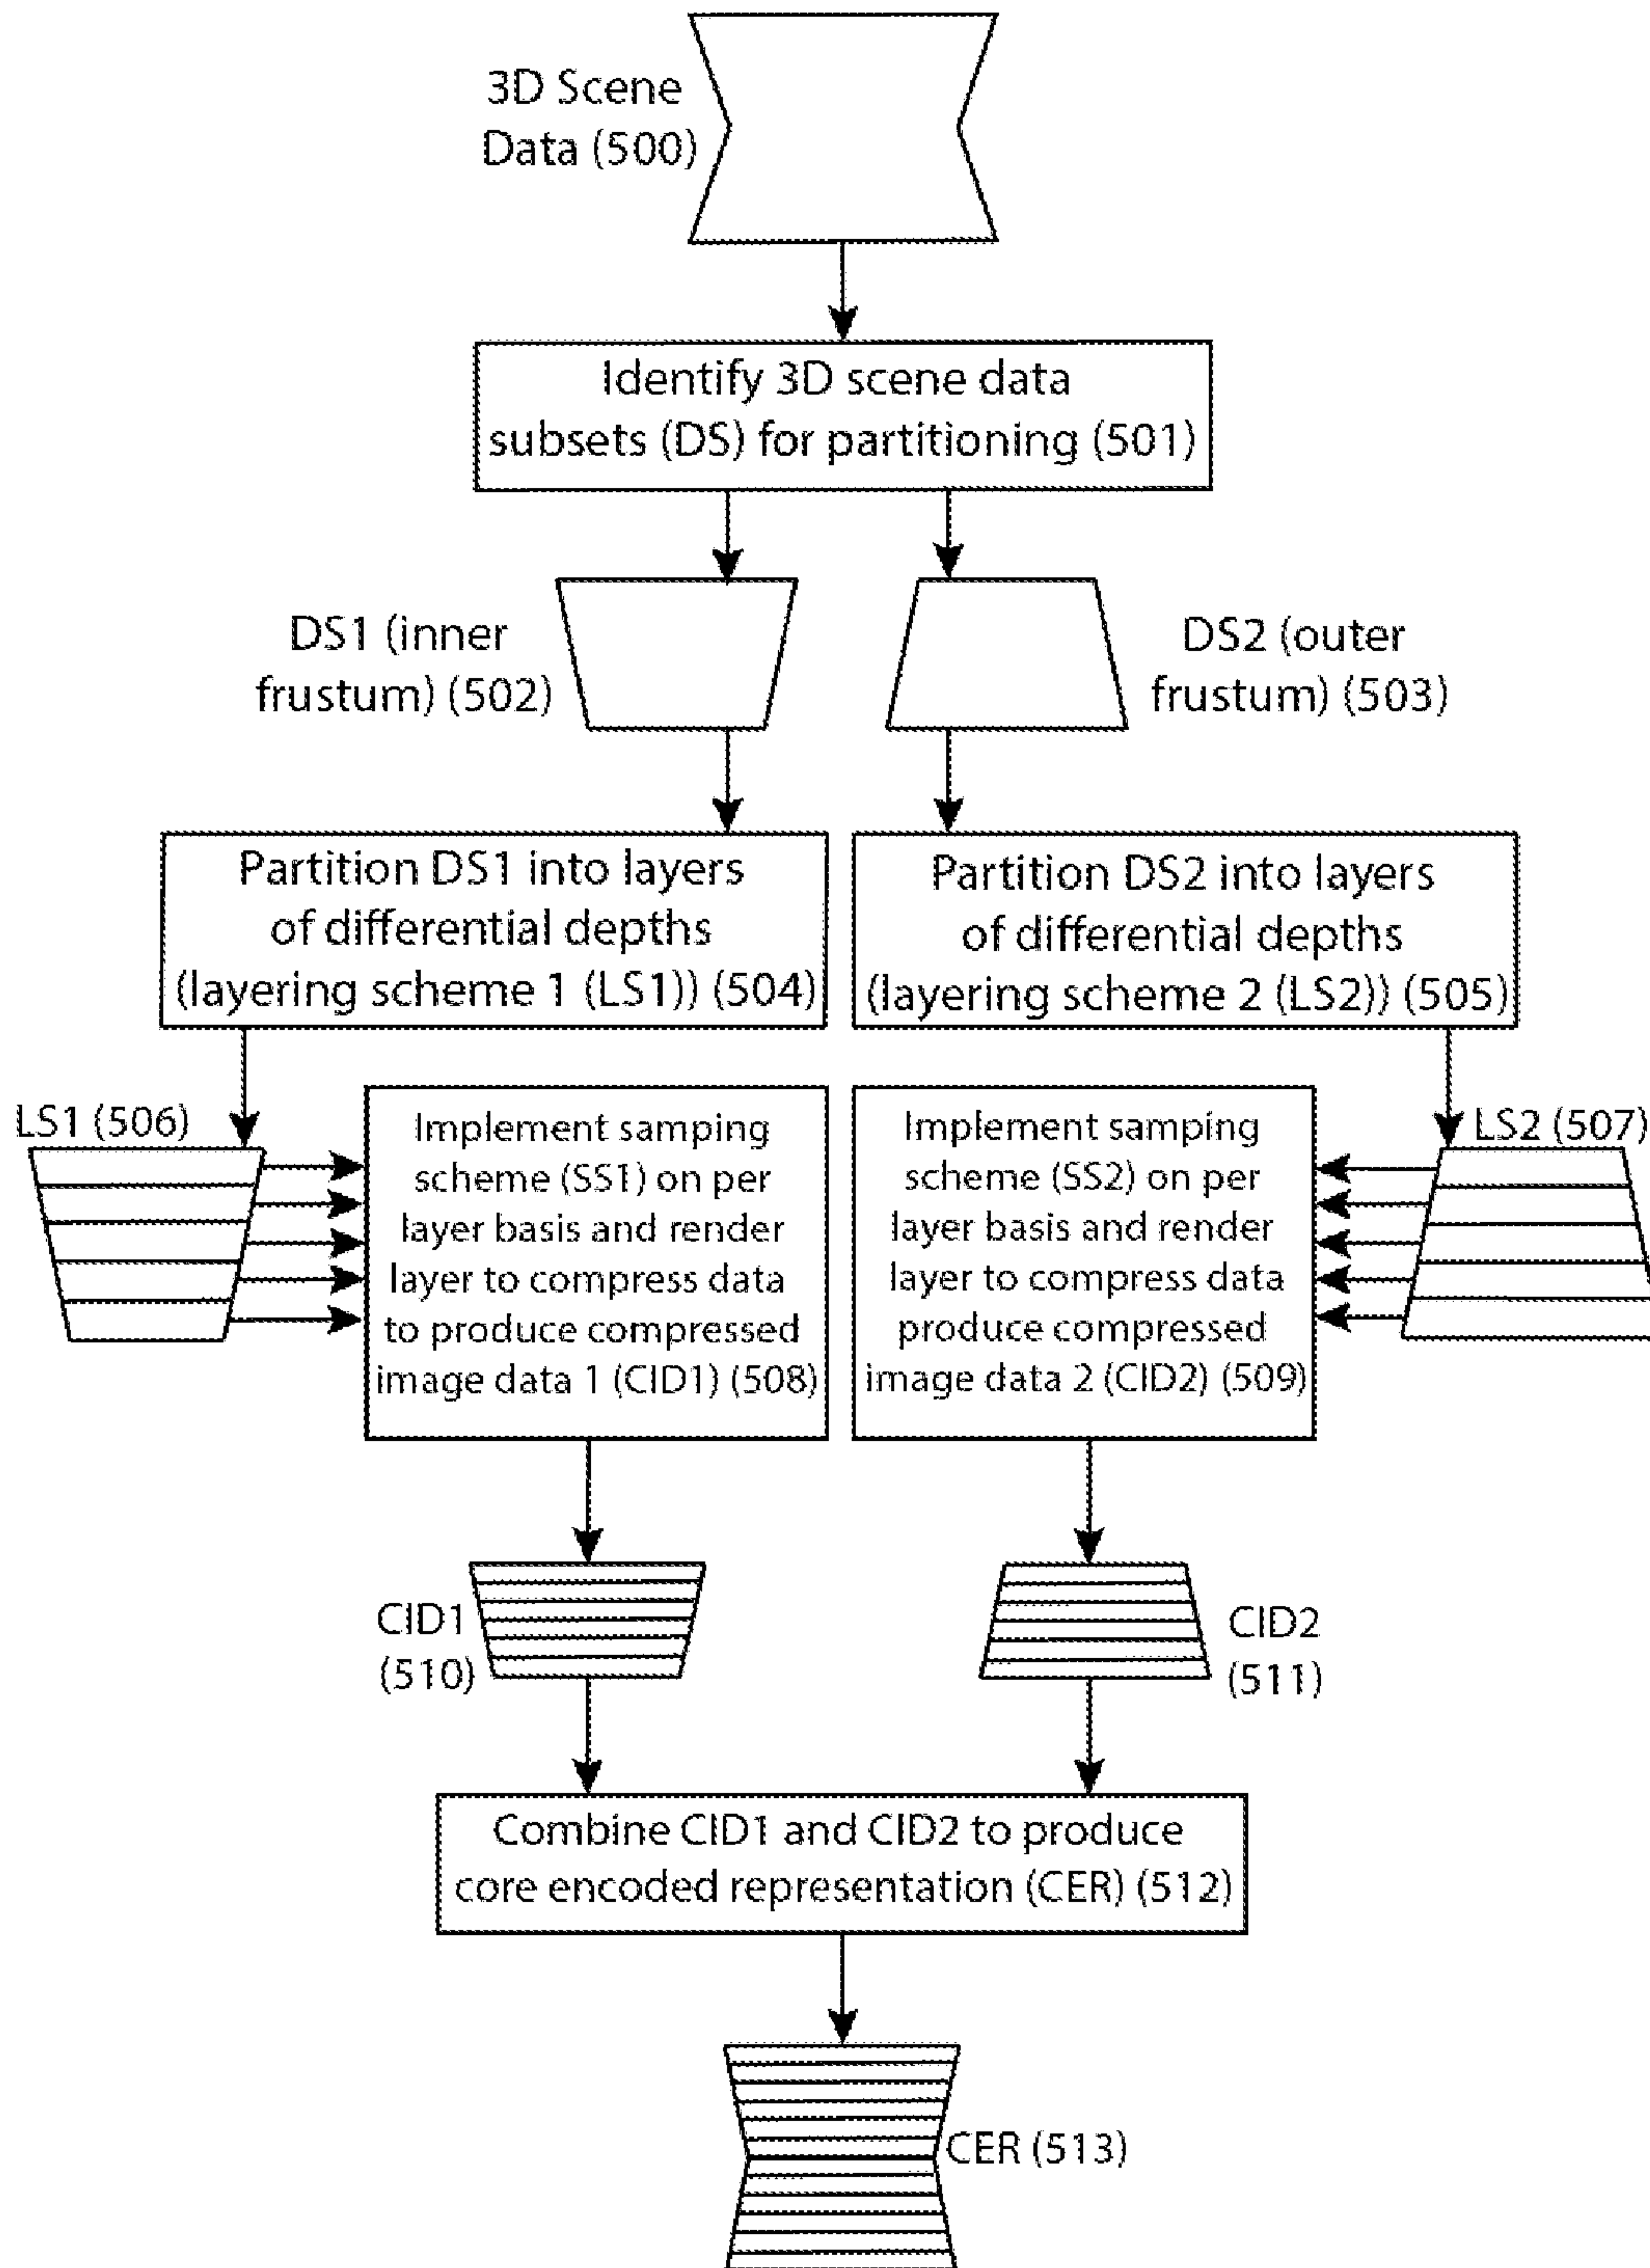 3D Scene
Data (500)
Identify 3D scene data
subsets (DS) for partitioning (501)
DS1 (inner
frustum) (502)
DS2 (outer
frustum) (503)
Partition DS1 into layers
of differential depths
(layering scheme 1 (LS1)) (504)
Partition DS2 into layers
of differential depths
(layering scheme 2 (LS2)) (505)
LS1 (506)
Implement samping
scheme (SS1) on per
layer basis and render
layer to compress data
to produce compressed
image data 1 (CID1) (508)
Implement samping
scheme (SS2) on per
layer basis and render
layer to compress data
produce compressed
image data 2 (CID2) (509)
LS2 (507)
CID1
(510)
CID2
(511)
Combine CID1 and CID2 to produce
core encoded representation (CER) (512)
CER (513)